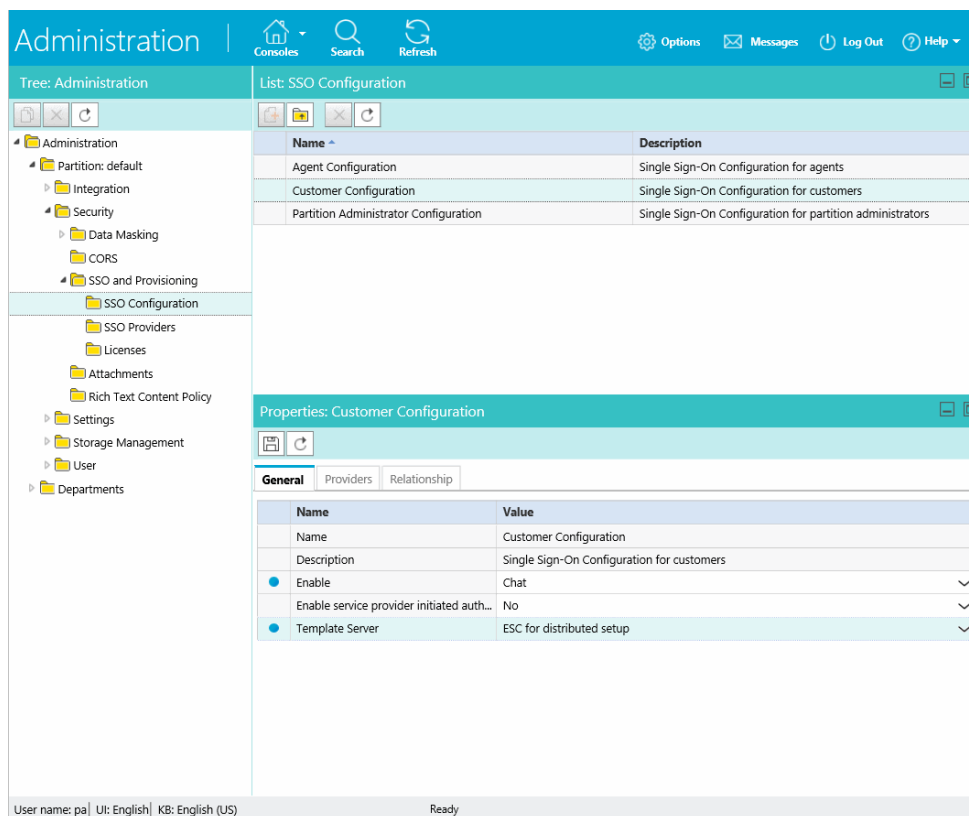 Administration
Consoles
Search
Refresh
Options
Messages
Log Out
Help
Tree: Administration
Administration
Partition: default
Integration
Security
Data Masking
CORS
SSO and Provisioning
SSO Configuration
SSO Providers
Licenses
Attachments
Rich Text Content Policy
Settings
Storage Management
User
Departments
List: SSO Configuration
Name Description
Agent Configuration Single Sign-On Configuration for agents
Customer Configuration Single Sign-On Configuration for customers
Partition Administrator Configuration Single Sign-On Configuration for partition administrators
Properties: Customer Configuration
General Providers Relationship
Name Value
Name Customer Configuration
Description Single Sign-On Configuration for customers
Enable Chat
Enable service provider initiated auth... No
Template Server ESC for distributed setup
User name: pa UI: English KB: English (US) Ready